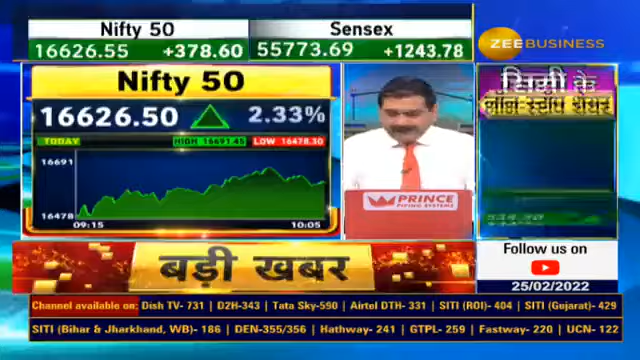 Nifty 50
16626.55 +378.60
Sensex
55773.69 +1243.78
ZEE BUSINESS
Nifty 50
16626.50 2.33%
TODAY HIGH 16691.45 LOW 16478.30
16691
16478
09:15 10:05
PRINCE
PIPING SYSTEMS
सिद्धी के
नॉन स्टॉप शेयर
बड़ी खबर
Follow us on
25/02/2022
Channel available on: Dish TV- 731 | D2H-343 | Tata Sky-590 | Airtel DTH- 331 | SITI (ROI)- 404 | SITI (Gujarat)- 429
SITI (Bihar & Jharkhand, WB)- 186 | DEN-355/356 | Hathway- 241 | GTPL- 259 | Fastway- 220 | UCN- 122